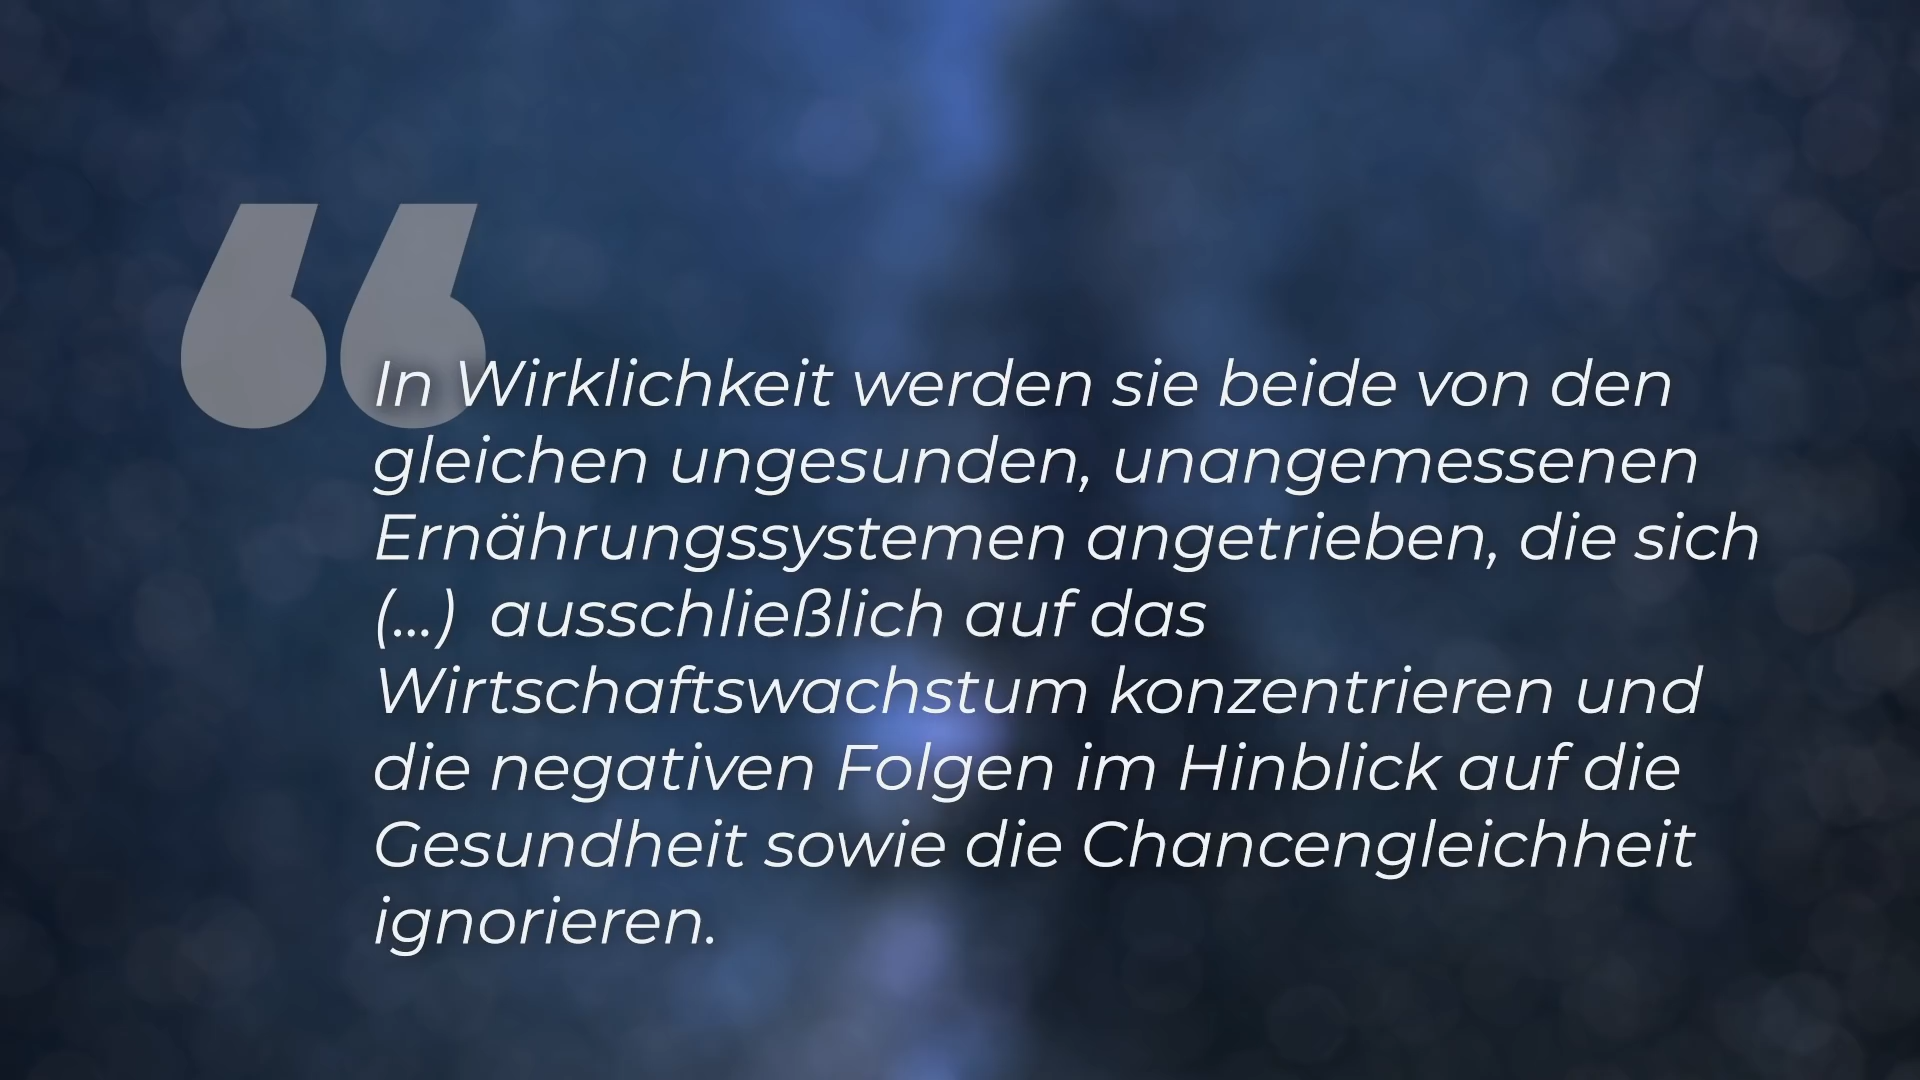 “
In Wirklichkeit werden sie beide von den
gleichen ungesunden, unangemessenen
Ernährungssystemen angetrieben, die sich
(...)  ausschließlich auf das
Wirtschaftswachstum konzentrieren und
die negativen Folgen im Hinblick auf die
Gesundheit sowie die Chancengleichheit
ignorieren.